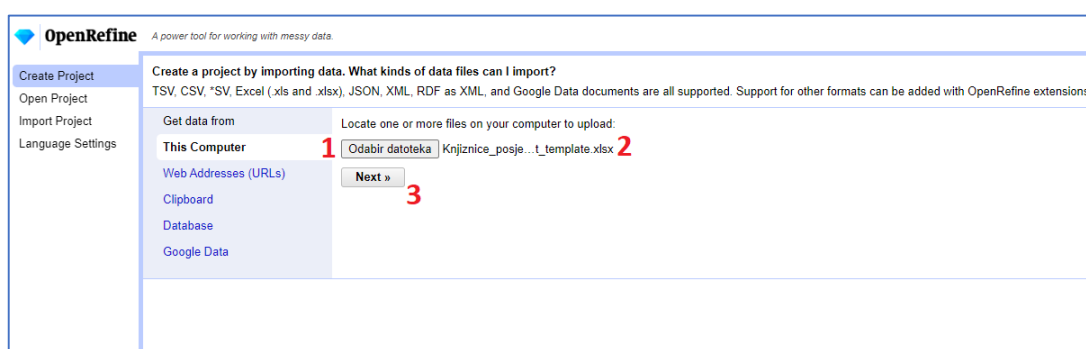 OpenRefine A power tool for working with messy data.
Create Project
Open Project
Import Project
Language Settings
Create a project by importing data. What kinds of data files can I import?
TSV, CSV, *SV, Excel (.xls and .xlsx), JSON, XML, RDF as XML, and Google Data documents are all supported. Support for other formats can be added with OpenRefine extensions
Get data from
This Computer
Web Addresses (URLs)
Clipboard
Database
Google Data
Locate one or more files on your computer to upload:
1 Odabir datoteka Knjiznice_posje...t_template.xlsx 2
Next »
3